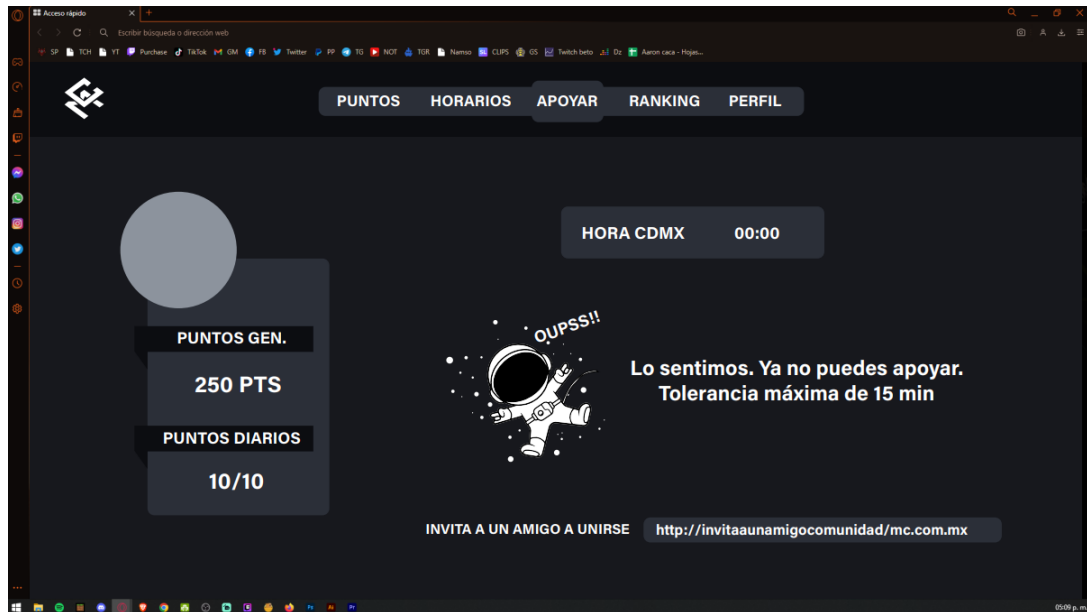 Acceso rápido
Escribir búsqueda o dirección web
SP TCH YT Purchase TikTok GM FB Twitter PP TG NOT TGR Namso CLIPS GS Twitch beto Dz Aaron caca - Hojas...
PUNTOS HORARIOS APOYAR RANKING PERFIL
HORA CDMX 00:00
PUNTOS GEN.
250 PTS
PUNTOS DIARIOS
10/10
OUPSS!!
Lo sentimos. Ya no puedes apoyar.
Tolerancia máxima de 15 min
INVITA A UN AMIGO A UNIRSE http://invitaaunamigocomunidad/mc.com.mx
05:09 p. m.